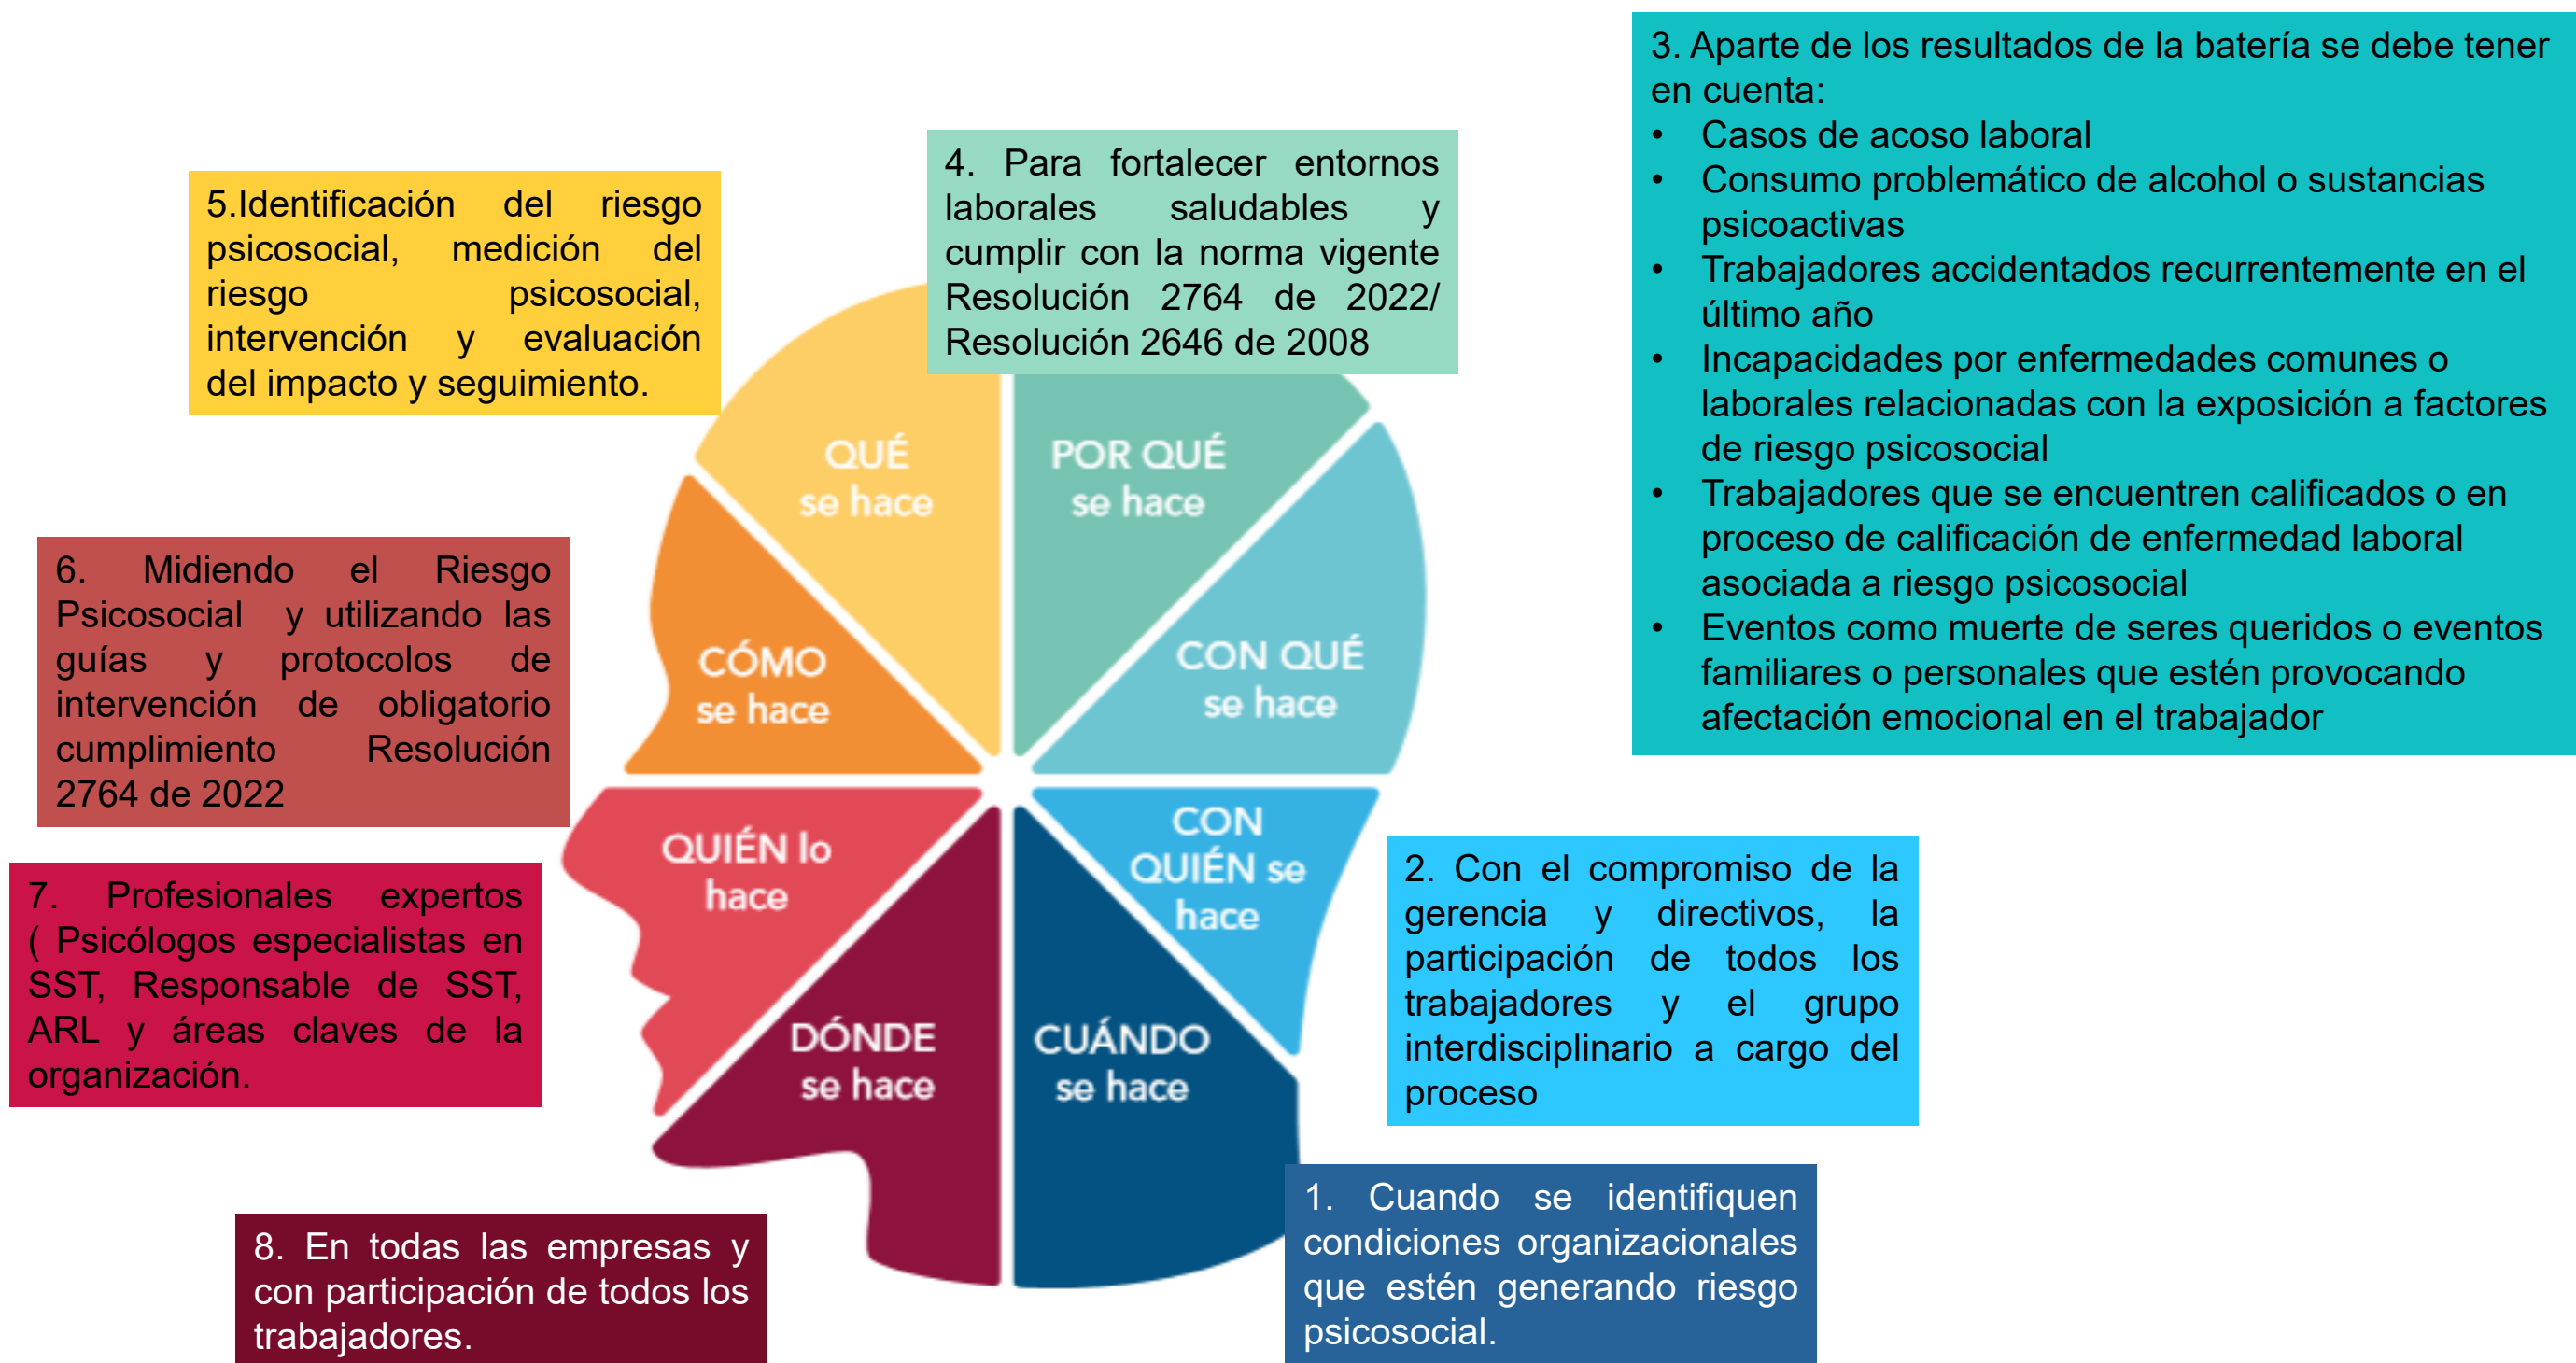 3. Aparte de los resultados de la batería se debe tener
en cuenta:
• Casos de acoso laboral
• Consumo problemático de alcohol o sustancias
psicoactivas
• Trabajadores accidentados recurrentemente en el
último año
• Incapacidades por enfermedades comunes o
laborales relacionadas con la exposición a factores
de riesgo psicosocial
• Trabajadores que se encuentren calificados o en
proceso de calificación de enfermedad laboral
asociada a riesgo psicosocial
• Eventos como muerte de seres queridos o eventos
familiares o personales que estén provocando
afectación emocional en el trabajador
4. Para fortalecer entornos
laborales saludables y
cumplir con la norma vigente
Resolución 2764 de 2022/
Resolución 2646 de 2008
5.Identificación del riesgo
psicosocial, medición del
riesgo psicosocial,
intervención y evaluación
del impacto y seguimiento.
QUÉ
se hace
POR QUÉ
se hace
6. Midiendo el Riesgo
Psicosocial y utilizando las
guías y protocolos de
intervención de obligatorio
cumplimiento Resolución
2764 de 2022
CÓMO
se hace
CON QUÉ
se hace
7. Profesionales expertos
( Psicólogos especialistas en
SST, Responsable de SST,
ARL y áreas claves de la
organización.
QUIÉN lo
hace
CON
QUIÉN se
hace
2. Con el compromiso de la
gerencia y directivos, la
participación de todos los
trabajadores y el grupo
interdisciplinario a cargo del
proceso
DÓNDE
se hace
CUÁNDO
se hace
8. En todas las empresas y
con participación de todos los
trabajadores.
1. Cuando se identifiquen
condiciones organizacionales
que estén generando riesgo
psicosocial.